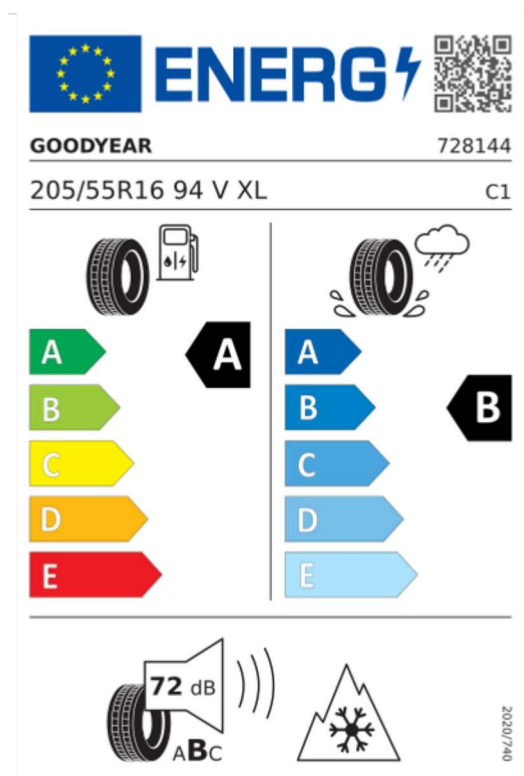 ENERG
GOODYEAR 728144
205/55R16 94 V XL C1
A A
B
C
D
E
A
B B
C
D
E
72 dB
ABC
2020/740